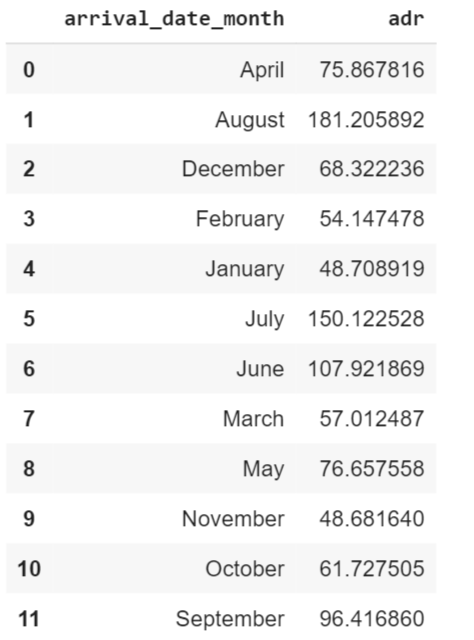 arrival_date_month adr
0 April 75.867816
1 August 181.205892
2 December 68.322236
3 February 54.147478
4 January 48.708919
5 July 150.122528
6 June 107.921869
7 March 57.012487
8 May 76.657558
9 November 48.681640
10 October 61.727505
11 September 96.416860